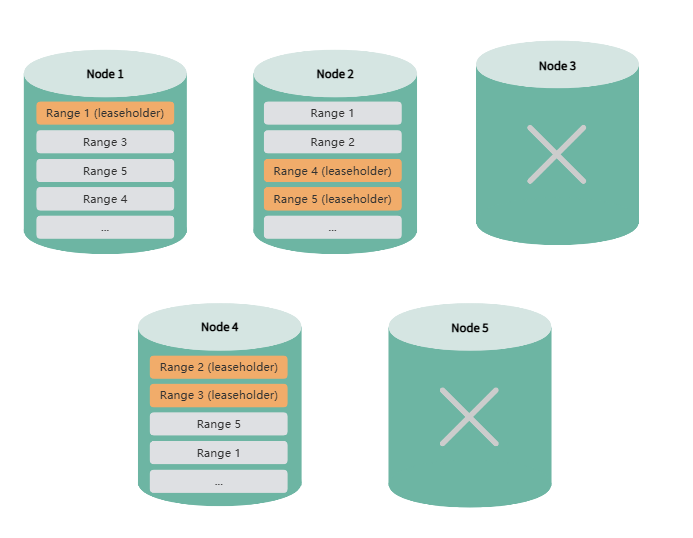 Node 1
Range 1 (leaseholder)
Range 3
Range 5
Range 4
...
Node 2
Range 1
Range 2
Range 4 (leaseholder)
Range 5 (leaseholder)
...
Node 3
Node 4
Range 2 (leaseholder)
Range 3 (leaseholder)
Range 5
Range 1
...
Node 5